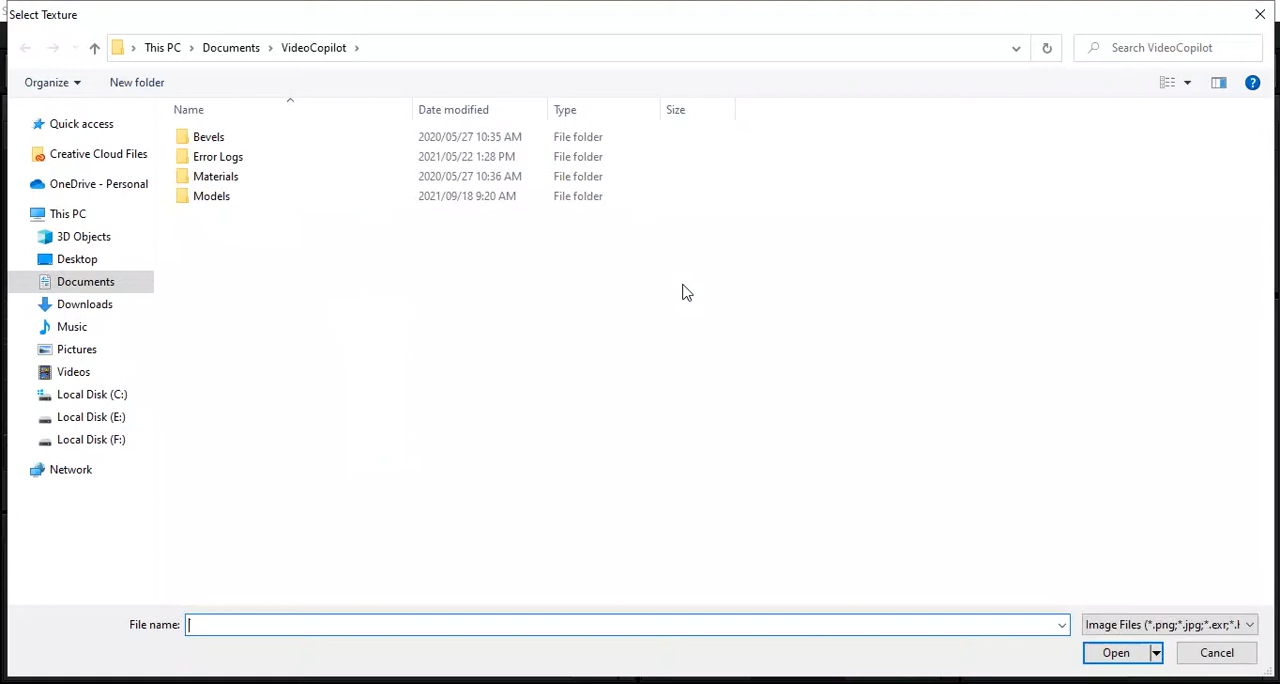 Select Texture
This PC > Documents > VideoCopilot >
Search VideoCopilot
Organize
New folder
Name
Date modified
Type
Size
Bevels
2020/05/27 10:35 AM
File folder
Error Logs
2021/05/22 1:28 PM
File folder
Materials
2020/05/27 10:36 AM
File folder
Models
2021/09/18 9:20 AM
File folder
Quick access
Creative Cloud Files
OneDrive - Personal
This PC
3D Objects
Desktop
Documents
Downloads
Music
Pictures
Videos
Local Disk (C:)
Local Disk (E:)
Local Disk (F:)
Network
File name:
Image Files (*.png;*.jpg;*.exr;*.
Open
Cancel